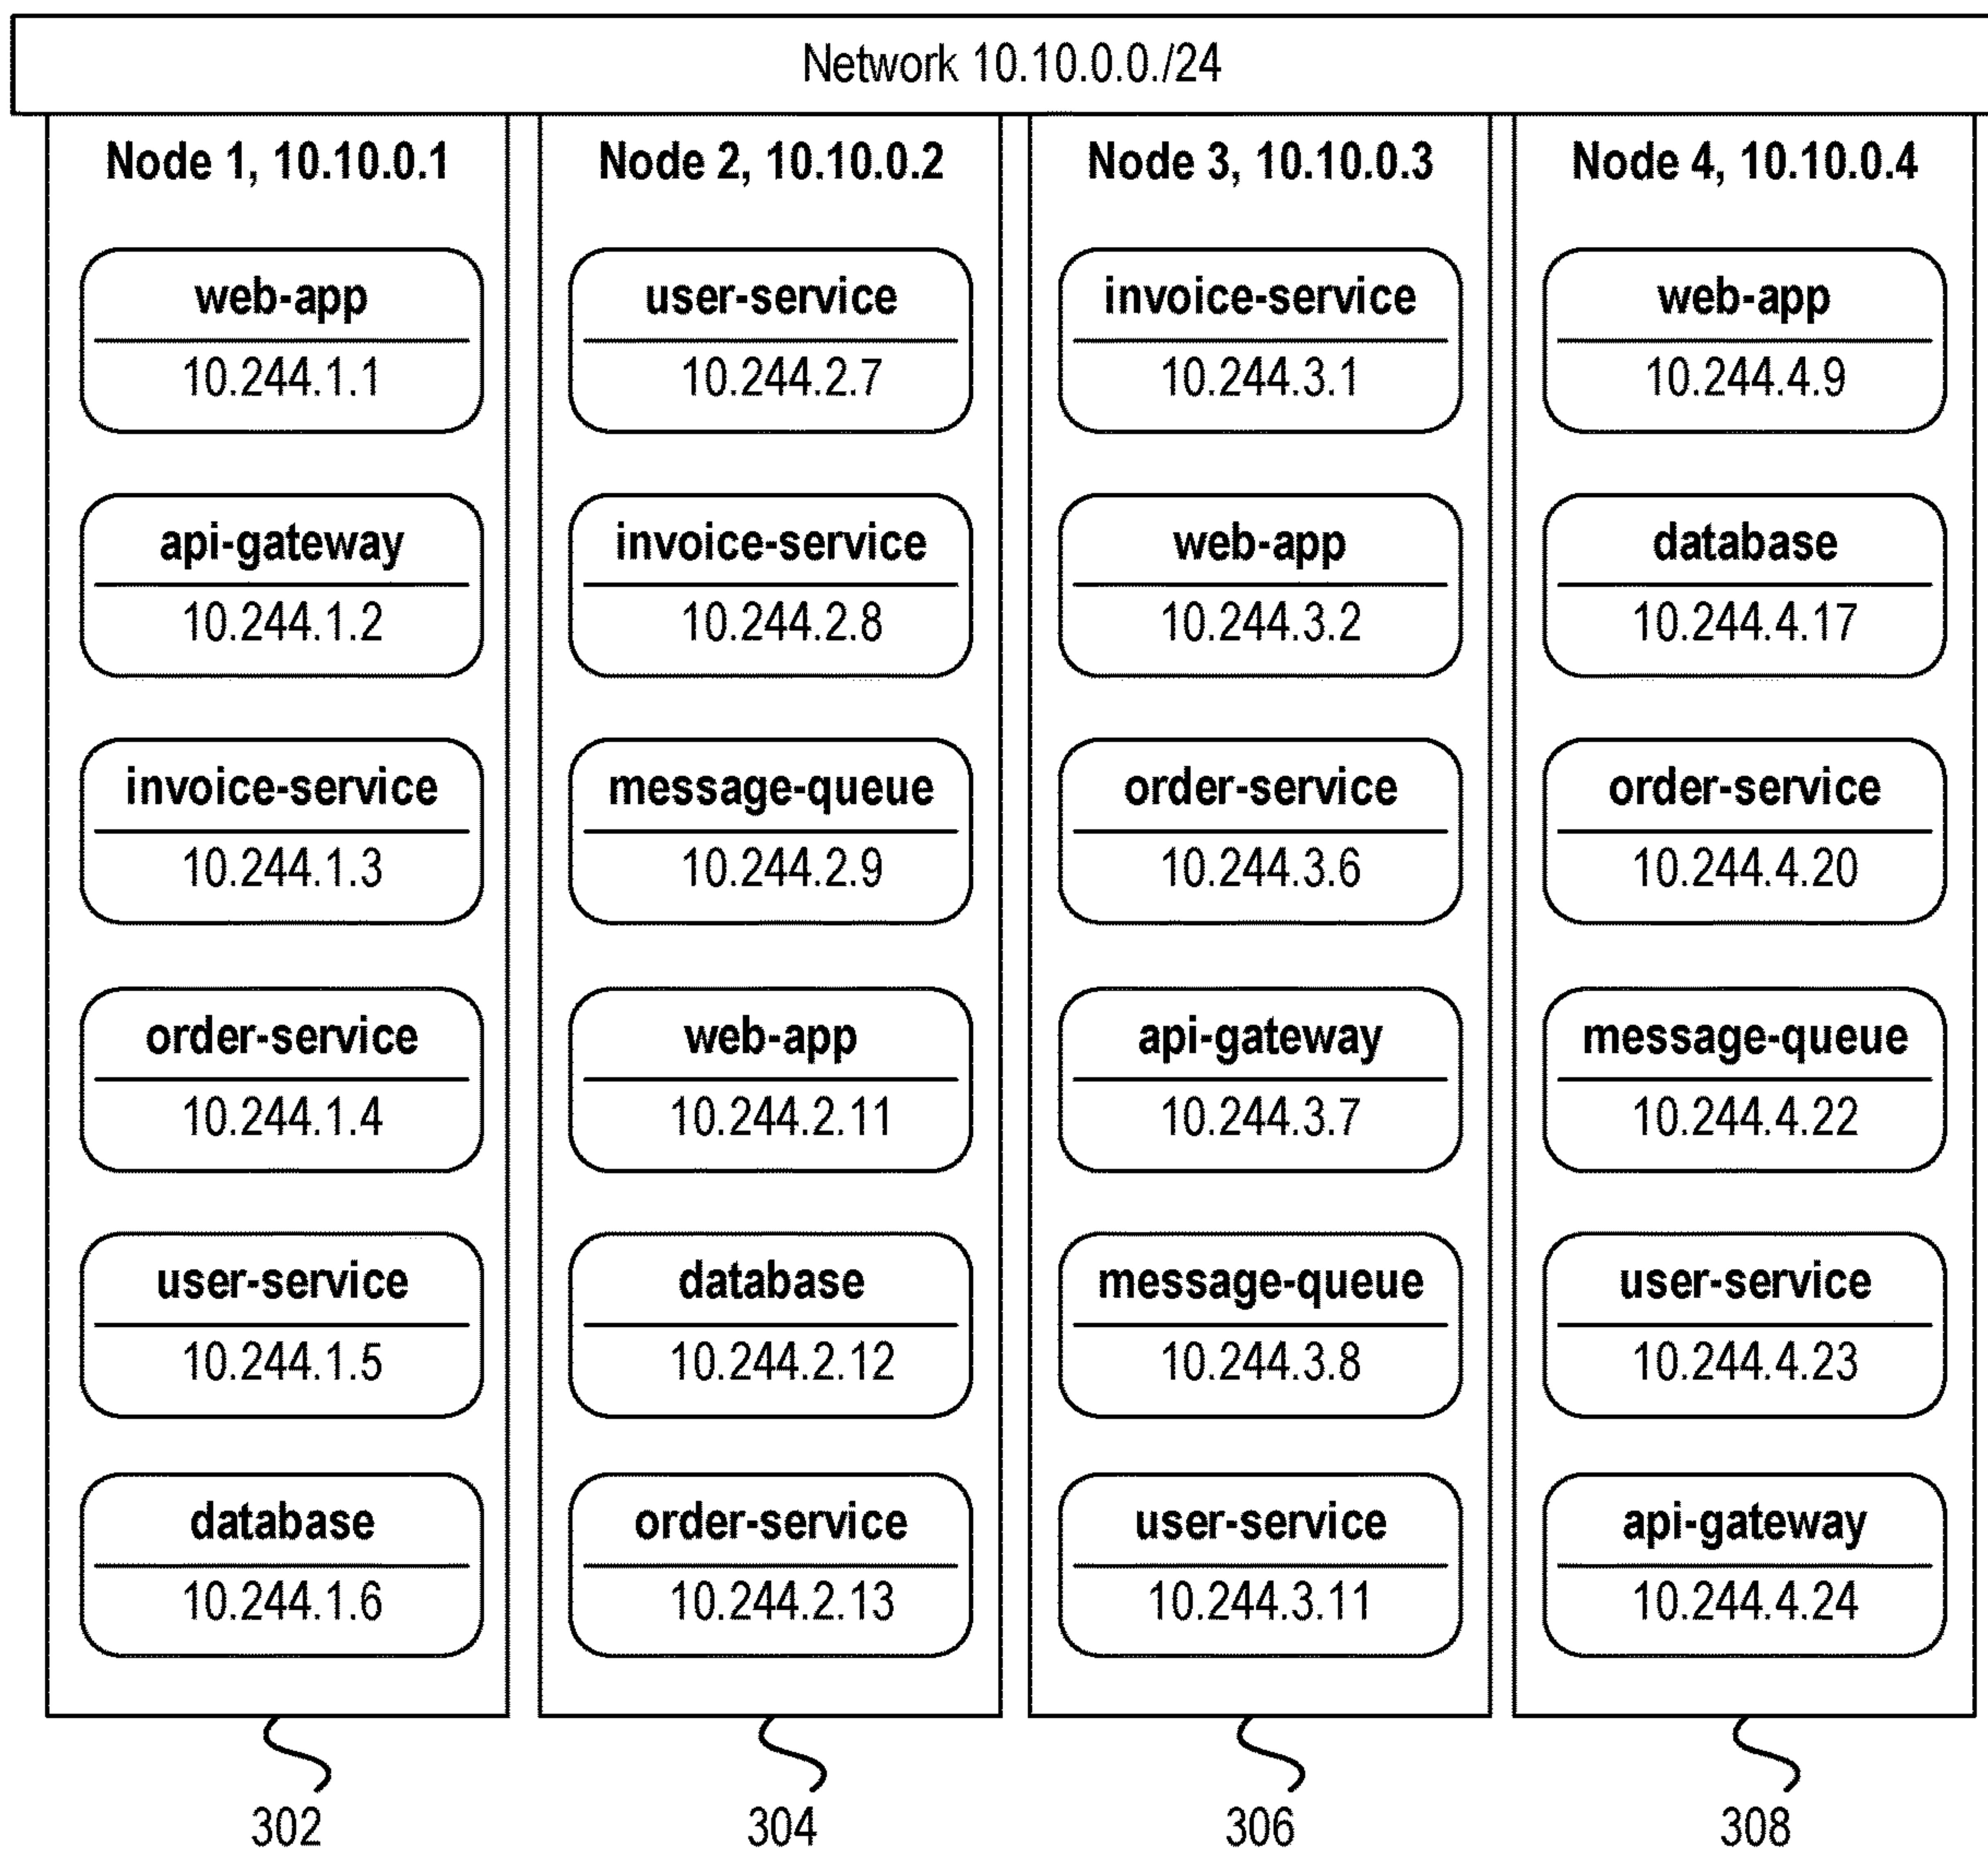 Network 10.10.0.0./24
Node 1, 10.10.0.1
web-app
10.244.1.1
api-gateway
10.244.1.2
invoice-service
10.244.1.3
order-service
10.244.1.4
user-service
10.244.1.5
database
10.244.1.6
302
Node 2, 10.10.0.2
user-service
10.244.2.7
invoice-service
10.244.2.8
message-queue
10.244.2.9
web-app
10.244.2.11
database
10.244.2.12
order-service
10.244.2.13
304
Node 3, 10.10.0.3
invoice-service
10.244.3.1
web-app
10.244.3.2
order-service
10.244.3.6
api-gateway
10.244.3.7
message-queue
10.244.3.8
user-service
10.244.3.11
306
Node 4, 10.10.0.4
web-app
10.244.4.9
database
10.244.4.17
order-service
10.244.4.20
message-queue
10.244.4.22
user-service
10.244.4.23
api-gateway
10.244.4.24
308